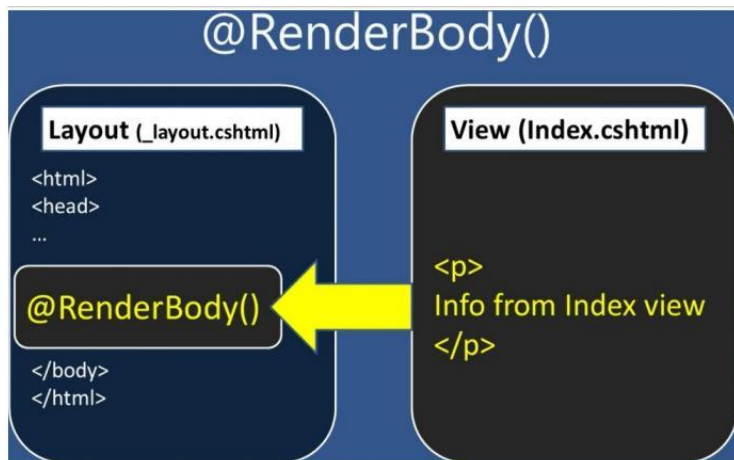 @RenderBody()
Layout (_layout.cshtml)
<html>
<head>
...
@RenderBody()
</body>
</html>
View (Index.cshtml)
<p>
Info from Index view
</p>